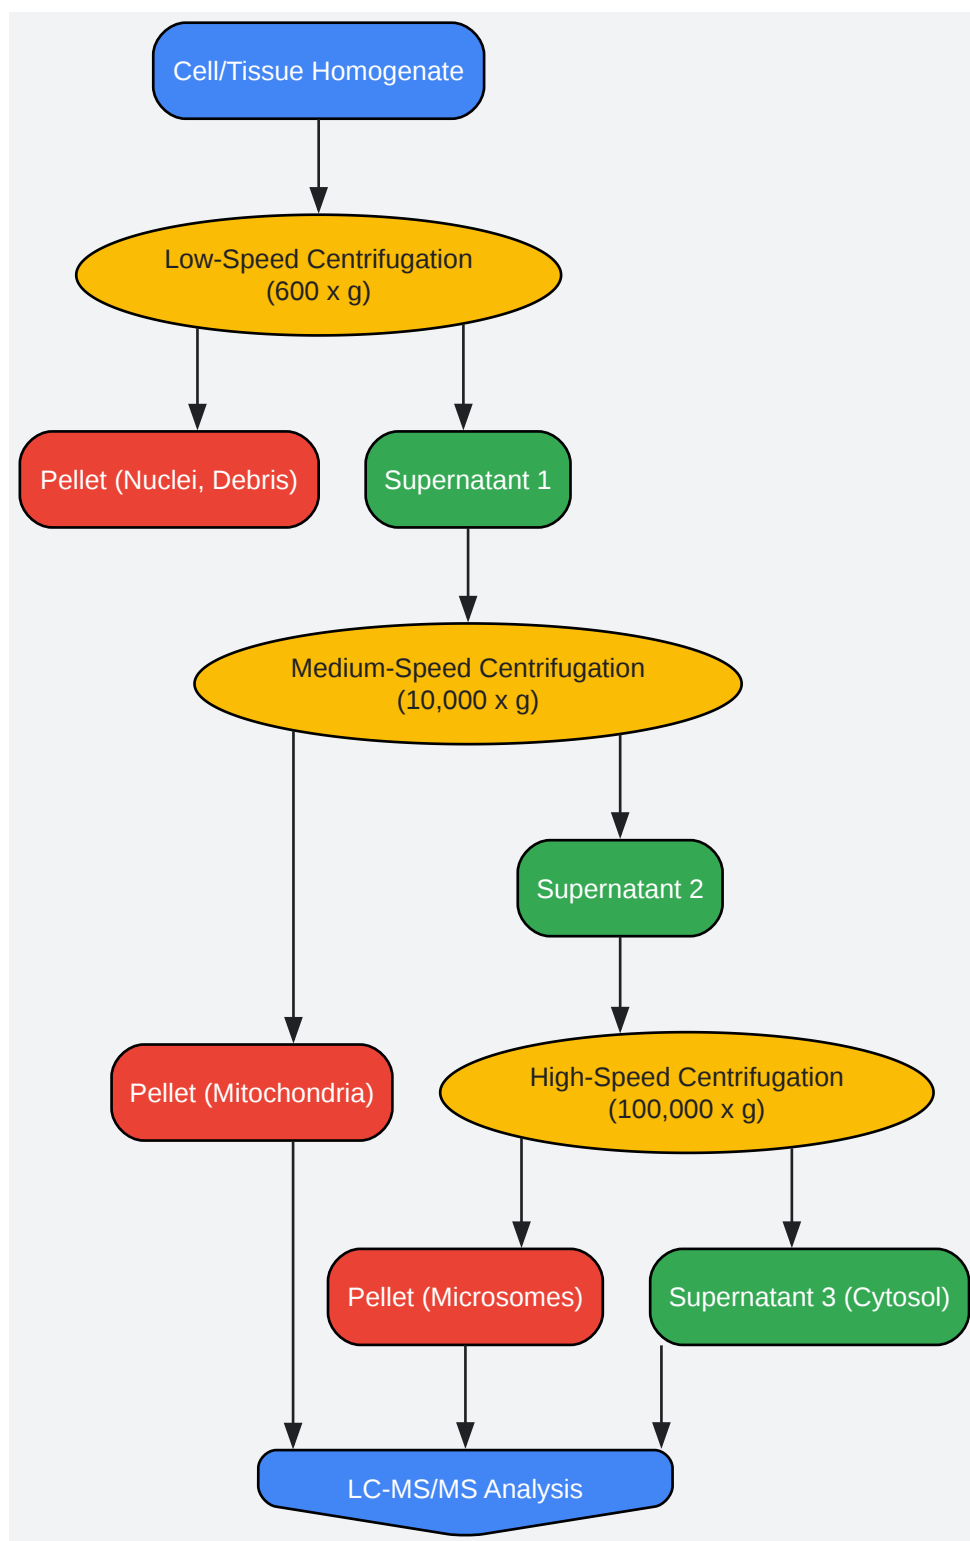 Cell/Tissue Homogenate
Low-Speed Centrifugation
(600 x g)
Pellet (Nuclei, Debris)
Supernatant 1
Medium-Speed Centrifugation
(10,000 x g)
Supernatant 2
Pellet (Mitochondria)
High-Speed Centrifugation
(100,000 x g)
Pellet (Microsomes)
Supernatant 3 (Cytosol)
LC-MS/MS Analysis